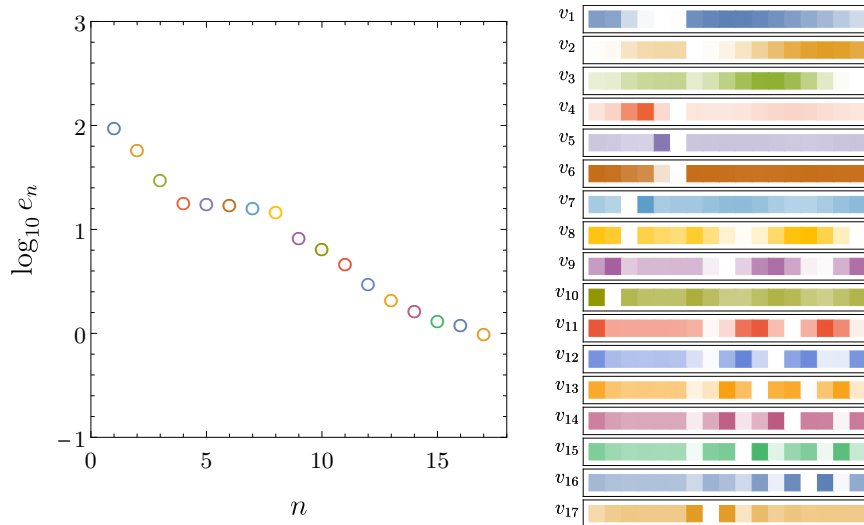 3
2
1
0
−1
0
5
10
15
log₁₀ eₙ
n
v₁
v₂
v₃
v₄
v₅
v₆
v₇
v₈
v₉
v₁₀
v₁₁
v₁₂
v₁₃
v₁₄
v₁₅
v₁₆
v₁₇